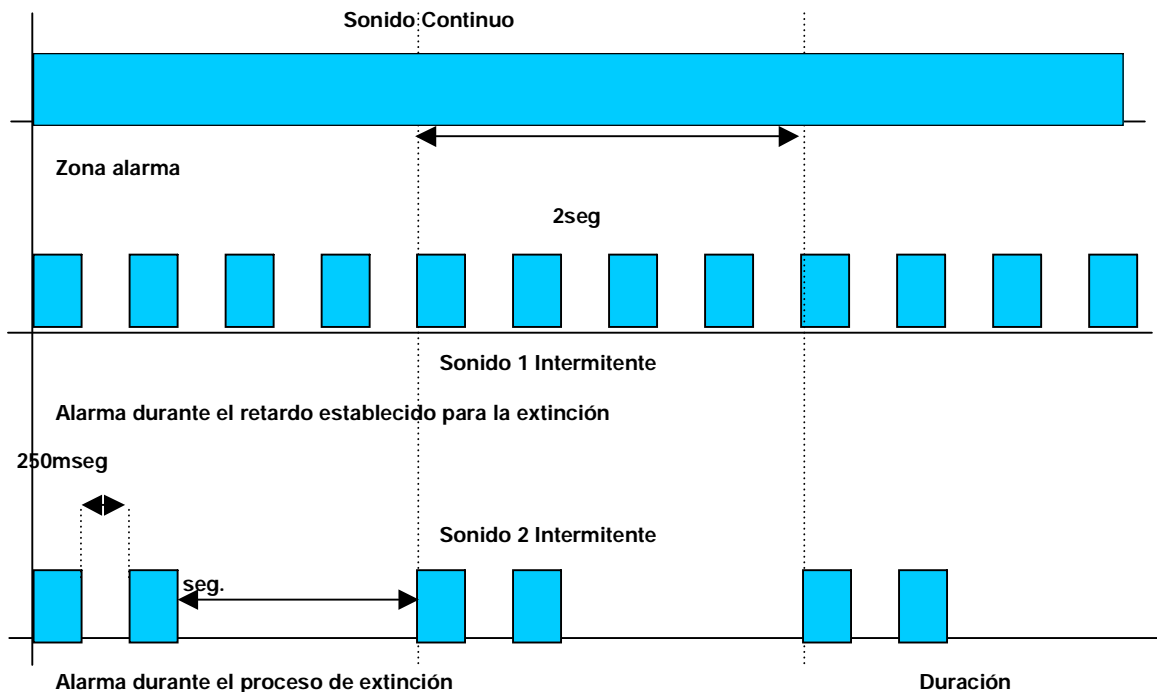 Sonido Continuo
Zona alarma
2seg
Sonido 1 Intermitente
Alarma durante el retardo establecido para la extinción
250mseg
Sonido 2 Intermitente
seg.
Alarma durante el proceso de extinción
Duración